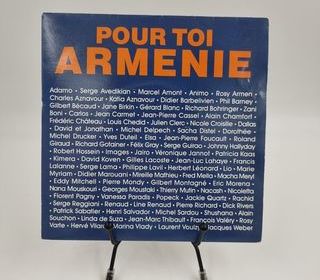 POUR TOI
ARMENIE
Adamo • Serge Avedikian • Marcel Amont • Animo • Rosy Armen •
Charles Aznavour • Katia Aznavour • Didier Barbelivien • Phil Barney •
Gilbert Bécaud • Jane Birkin • Gérard Blanc • Richard Bohringer • Zani
Boni • Carlos • Jean Carmet • Jean-Pierre Cassel • Alain Chamfort •
Frédéric Château • Louis Chedid • Julien Clerc • Nicole Croisille • Dallas
David et Jonathan • Michel Delpech • Sacha Distel • Dorothée •
Michel Drucker • Yves Duteil • Elsa • Jean-Pierre Foucault • Roland
Giraud • Richard Gotainer • Félix Gray • Serge Guirao • Johnny Hallyday
Robert Hossein • Images • Jairo • Véronique Jannot • Patricia Kaas
• Kimera • David Koven • Gilles Lacoste • Jean-Luc Lahaye • Francis
Lalanne • Serge Lama • Philippe Lavil • Herbert Léonard • Lio • Marie
Myriam • Didier Marouani • Mireille Mathieu • Fred Mella • Macha Meryl
• Eddy Mitchell • Pierre Mondy • Gilbert Montagné • Eric Morena •
Nana Mouskouri • Georges Moustaki • Thierry Mutin • Nacash • Nicoletta
• Florent Pagny • Vanessa Paradis • Popeck • Jackie Quartz • Rachid
• Serge Reggiani • Renaud • Line Renaud • Pierre Richard • Dick Rivers
• Patrick Sabatier • Henri Salvador • Michel Sardou • Shushana • Alain
Souchon • Linda de Suza • Jean-Marc Thibault • François Valéry • Rosy
Varte • Hervé Vilard • Marina Vlady • Laurent Voulzy • Jacques Weber